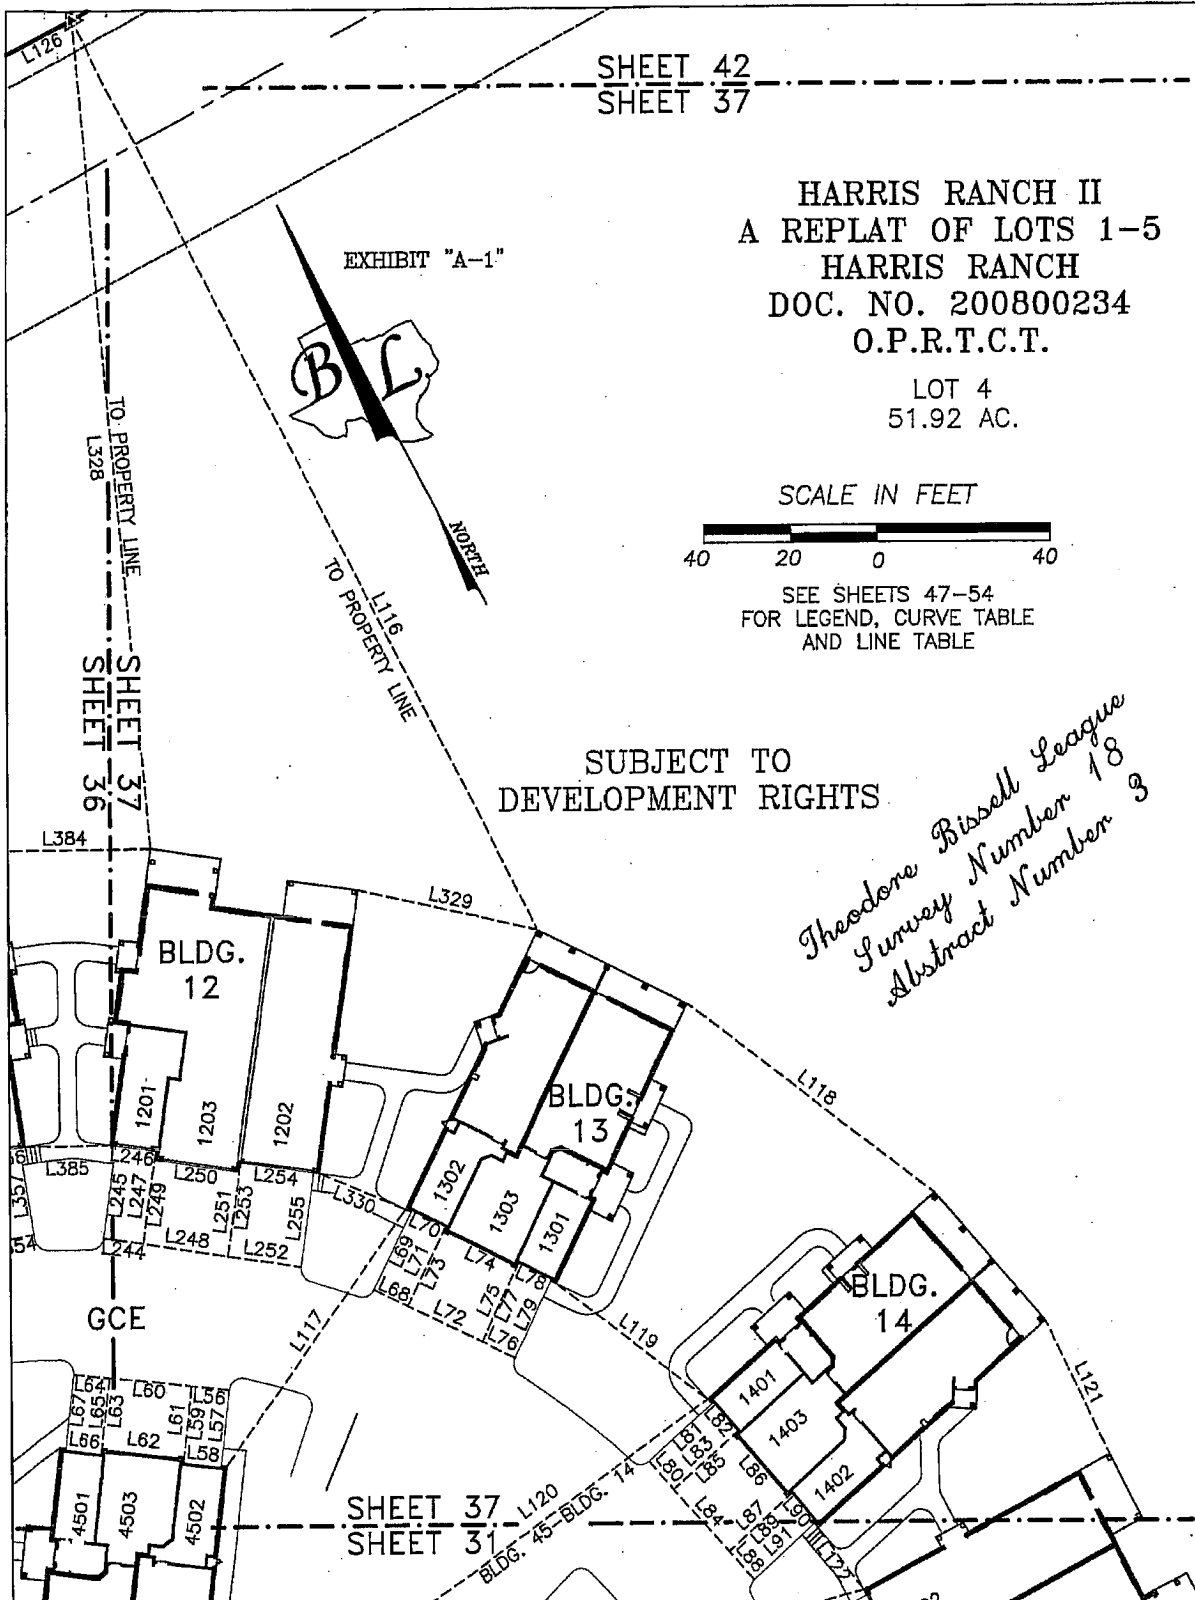 L126
SHEET 42
SHEET 37
HARRIS RANCH II
A REPLAT OF LOTS 1-5
HARRIS RANCH
DOC. NO. 200800234
O.P.R.T.C.T.
LOT 4
51.92 AC.
EXHIBIT "A-1"
B L
NORTH
SCALE IN FEET
40 20 0 40
SEE SHEETS 47-54
FOR LEGEND, CURVE TABLE
AND LINE TABLE
TO PROPERTY LINE
L328
L116
TO PROPERTY LINE
SHEET 37
SHEET 36
SUBJECT TO
DEVELOPMENT RIGHTS
Theodore Bissell League
Survey Number 18
Abstract Number 3
L384
L329
BLDG.
12
1201
1203
1202
L118
BLDG.
13
1302
1303
1301
L246
L250
L254
L385
L330
L357
L245
L247
L249
L251
L253
L255
L244
L248
L252
L70
L74
L78
L69
L71
L73
L75
L77
L79
L68
L72
L76
GCE
L117
L119
BLDG.
14
1401
1403
1402
L121
L64
L60
L56
L67
L65
L63
L61
L59
L57
L66
L62
L58
4501
4503
4502
L82
L81
L83
L85
L80
L86
L84
L87
L89
L91
L88
L90
L122
L120
BLDG. 45-BLDG. 14
SHEET 37
SHEET 31